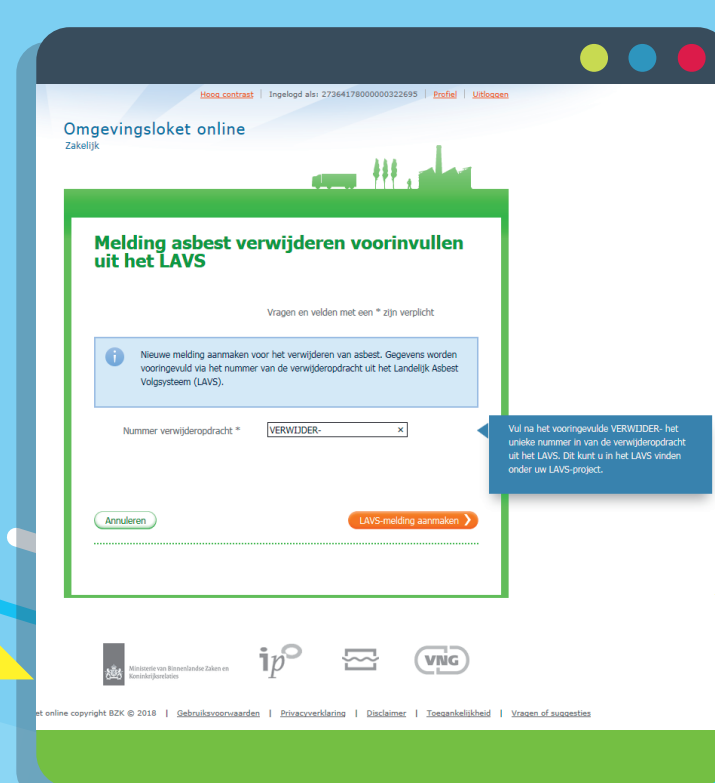 Hoog contrast | Ingelogd als: 27364178000000322695 | Profiel | Uitloggen
Omgevingsloket online
Zakelijk
Melding asbest verwijderen voorinvullen
uit het LAVS
Vragen en velden met een * zijn verplicht
i
Nieuwe melding aanmaken voor het verwijderen van asbest. Gegevens worden
vooringevuld via het nummer van de verwijderopdracht uit het Landelijk Asbest
Volgsysteem (LAVS).
Nummer verwijderopdracht * VERWIJDER- ×
Vul na het vooringevulde VERWIJDER- het
unieke nummer in van de verwijderopdracht
uit het LAVS. Dit kunt u in het LAVS vinden
onder uw LAVS-project.
Annuleren LAVS-melding aanmaken
Ministerie van Binnenlandse Zaken en
Koninkrijksrelaties
ip
VNG
et online copyright BZK © 2018 | Gebruiksvoorwaarden | Privacyverklaring | Disclaimer | Toegankelijkheid | Vragen of suggesties